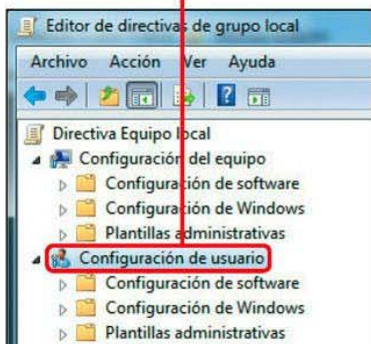 Editor de directivas de grupo local
Archivo Acción Ver Ayuda
Directiva Equipo local
Configuración del equipo
Configuración de software
Configuración de Windows
Plantillas administrativas
Configuración de usuario
Configuración de software
Configuración de Windows
Plantillas administrativas